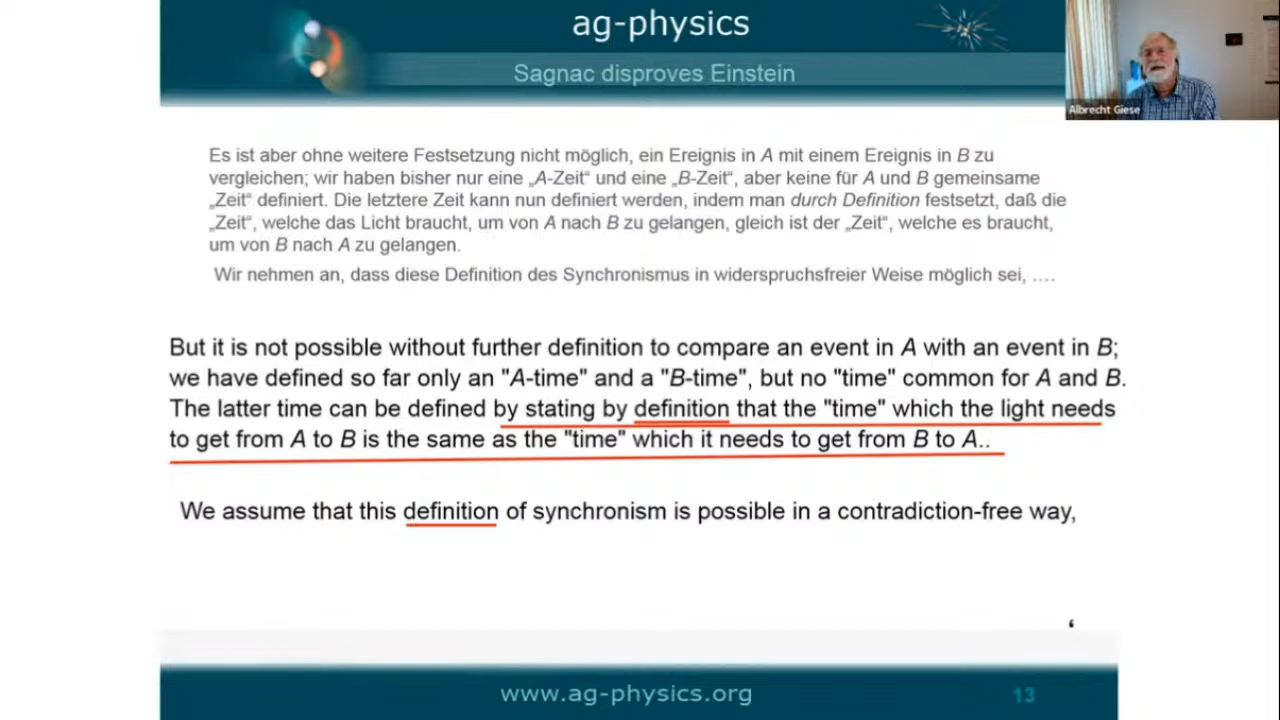 ag-physics
Sagnac disproves Einstein
Albrecht Giese
Es ist aber ohne weitere Festsetzung nicht möglich, ein Ereignis in A mit einem Ereignis in B zu
vergleichen; wir haben bisher nur eine „A-Zeit“ und eine „B-Zeit“, aber keine für A und B gemeinsame
„Zeit“ definiert. Die letztere Zeit kann nun definiert werden, indem man durch Definition festsetzt, daß die
„Zeit“, welche das Licht braucht, um von A nach B zu gelangen, gleich ist der „Zeit“, welche es braucht,
um von B nach A zu gelangen.
Wir nehmen an, dass diese Definition des Synchronismus in widerspruchsfreier Weise möglich sei, ....
But it is not possible without further definition to compare an event in A with an event in B;
we have defined so far only an "A-time" and a "B-time", but no "time" common for A and B.
The latter time can be defined by stating by definition that the "time" which the light needs
to get from A to B is the same as the "time" which it needs to get from B to A..
We assume that this definition of synchronism is possible in a contradiction-free way,
‘
www.ag-physics.org
13